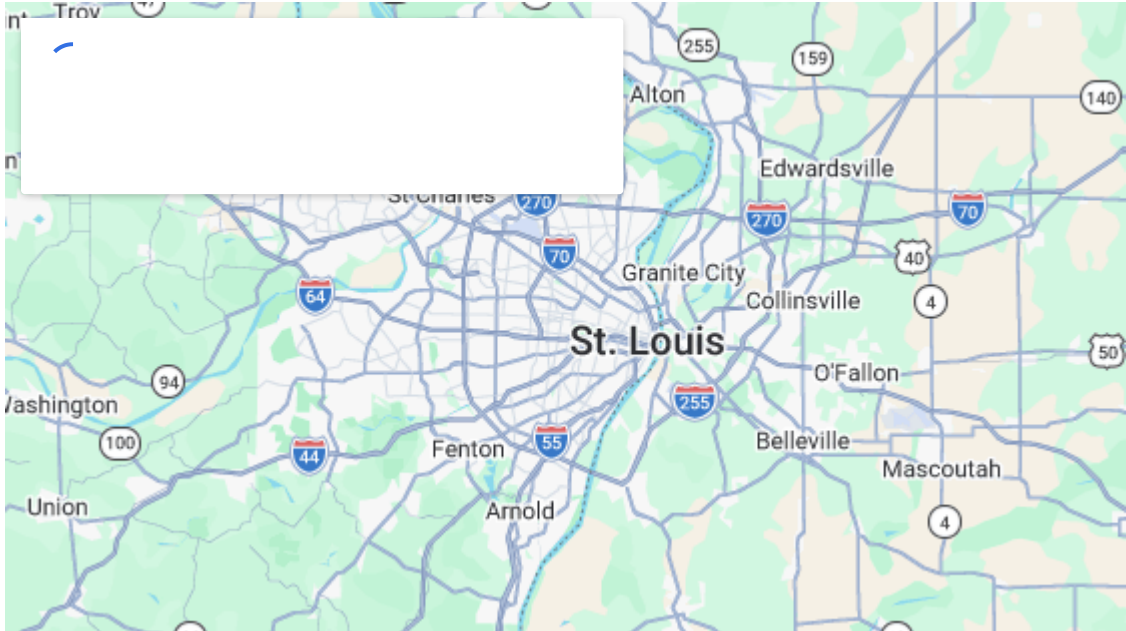 Troy
47
255
159
Alton
140
Edwardsville
St Charles
270
270
70
70
40
Granite City
64
Collinsville
4
St. Louis
50
O'Fallon
94
255
Washington
100
Fenton
55
Belleville
44
Mascoutah
Union
Arnold
4